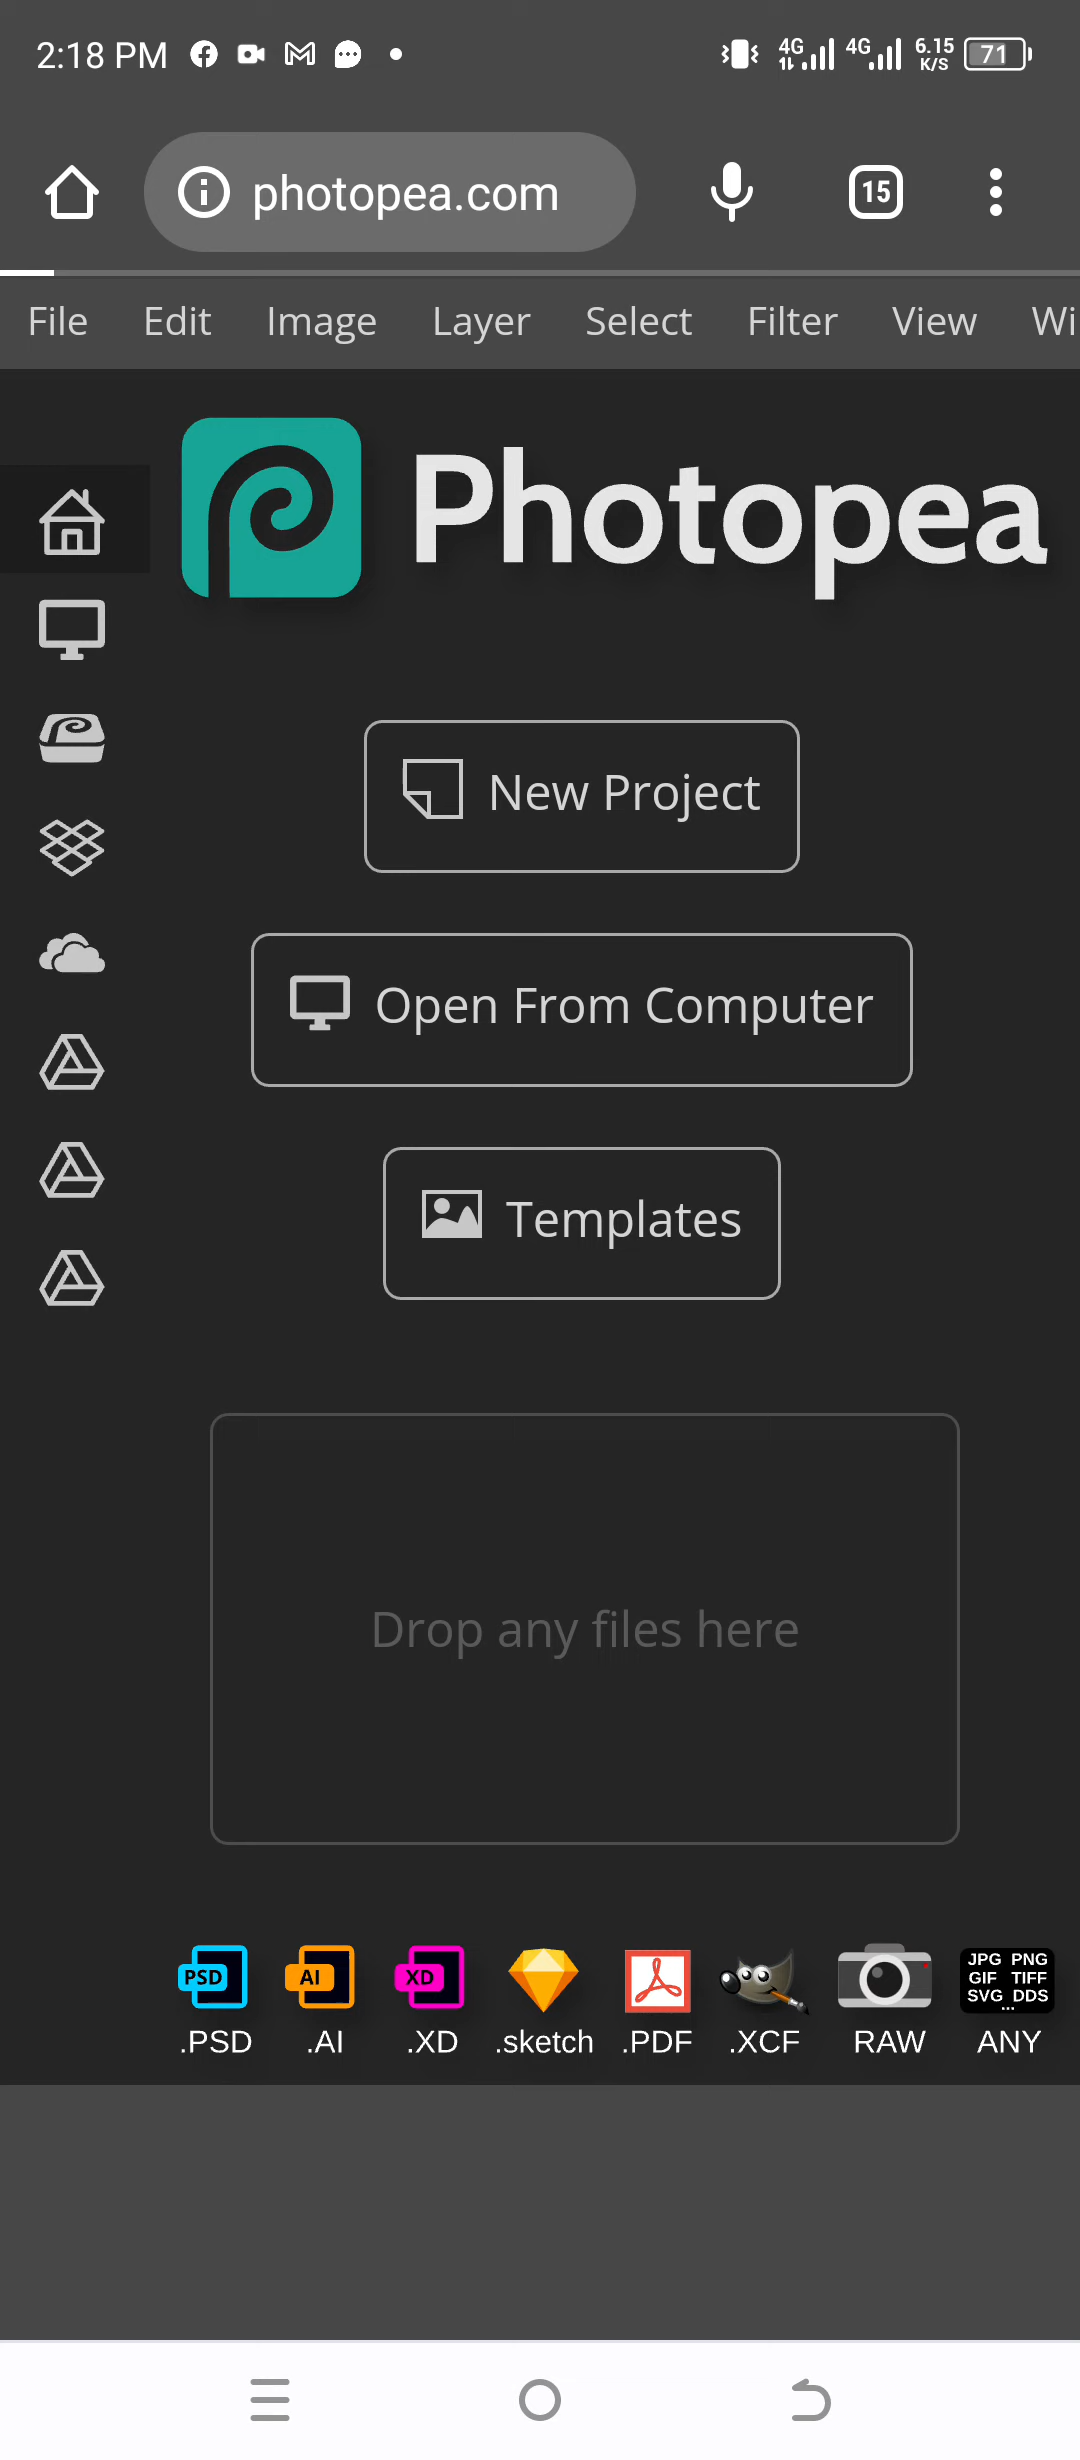 2:18 PM 4G 4G 6.15 K/S 71
photopea.com 15
File Edit Image Layer Select Filter View Wi
Photopea
New Project
Open From Computer
Templates
Drop any files here
PSD AI XD JPG PNG
GIF TIFF
SVG DDS
...
.PSD .AI .XD .sketch .PDF .XCF RAW ANY